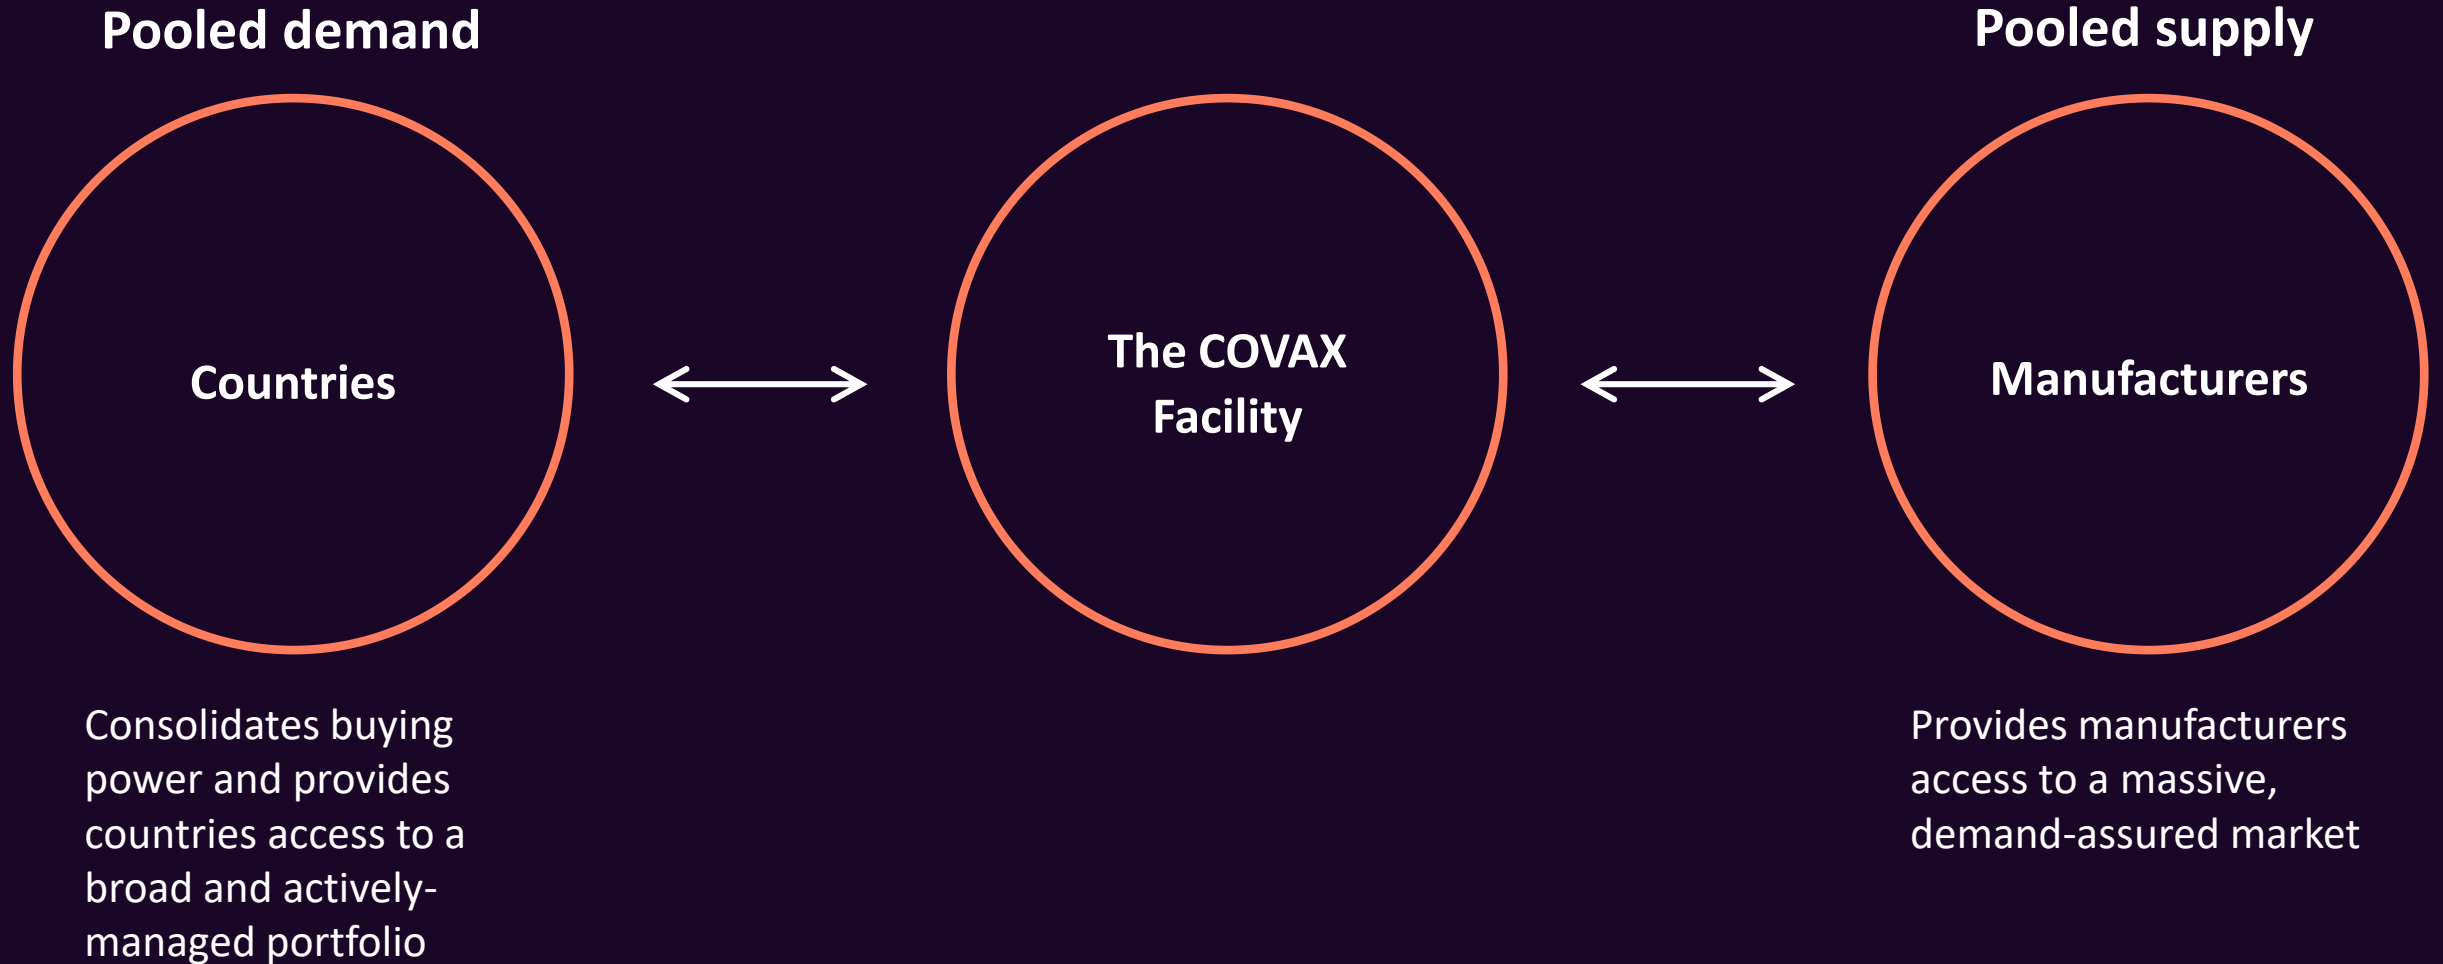 Pooled demand
Countries
Consolidates buying
power and provides
countries access to a
broad and actively-
managed portfolio
The COVAX
Facility
Pooled supply
Manufacturers
Provides manufacturers
access to a massive,
demand-assured market